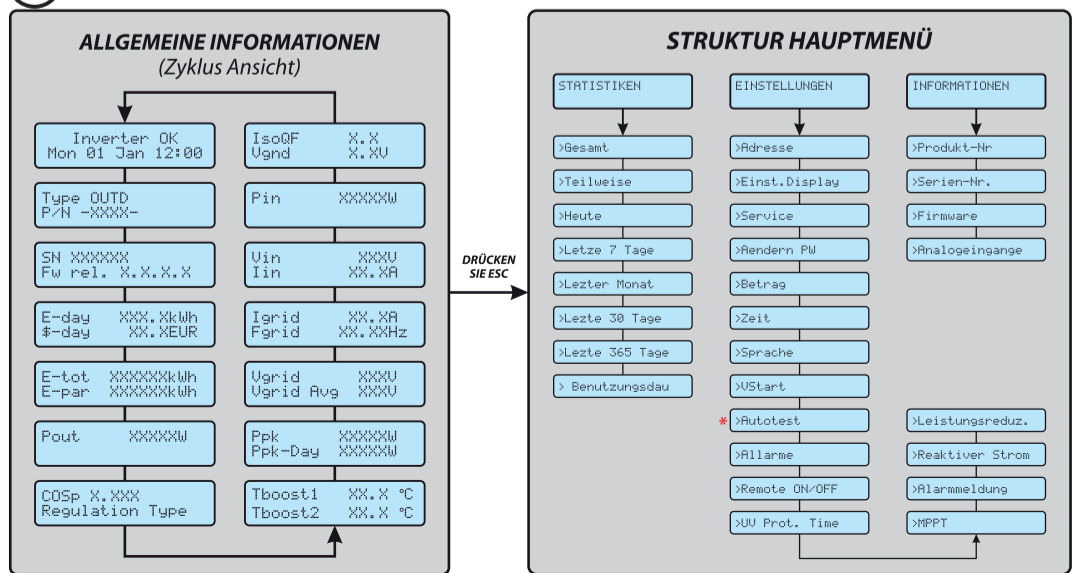 ALLGEMEINE INFORMATIONEN
(Zyklus Ansicht)
Inverter OK
Mon 01 Jan 12:00
Type OUTD
P/N -XXXX-
SN XXXXXX
Fw rel. X.X.X.X
E-day XXX.XkWh
$-day XX.XEUR
E-tot XXXXXXkWh
E-par XXXXXXkWh
Pout XXXXXW
COSp X.XXX
Regulation Type
IsoQF X.X
Vgnd X.XV
Pin XXXXXW
Vin XXXV
Iin XX.XA
Igrid XX.XA
Fgrid XX.XXHz
Vgrid XXXV
Vgrid Avg XXXV
Ppk XXXXXW
Ppk-Day XXXXXW
Tboost1 XX.X °C
Tboost2 XX.X °C
DRÜCKEN
SIE ESC
STRUKTUR HAUPTMENÜ
STATISTIKEN
>Gesamt
>Teilweise
>Heute
>Letze 7 Tage
>Lezter Monat
>Lezte 30 Tage
>Lezte 365 Tage
> Benutzungsdau
EINSTELLUNGEN
>Adresse
>Einst.Display
>Service
>Aendern PW
>Betrag
>Zeit
>Sprache
>VStart
* >Autotest
>Allarme
>Remote ON/OFF
>UV Prot. Time
INFORMATIONEN
>Produkt-Nr
>Serien-Nr.
>Firmware
>Analogeingange
>Leistungsreduz.
>Reaktiver Strom
>Alarmmeldung
>MPPT